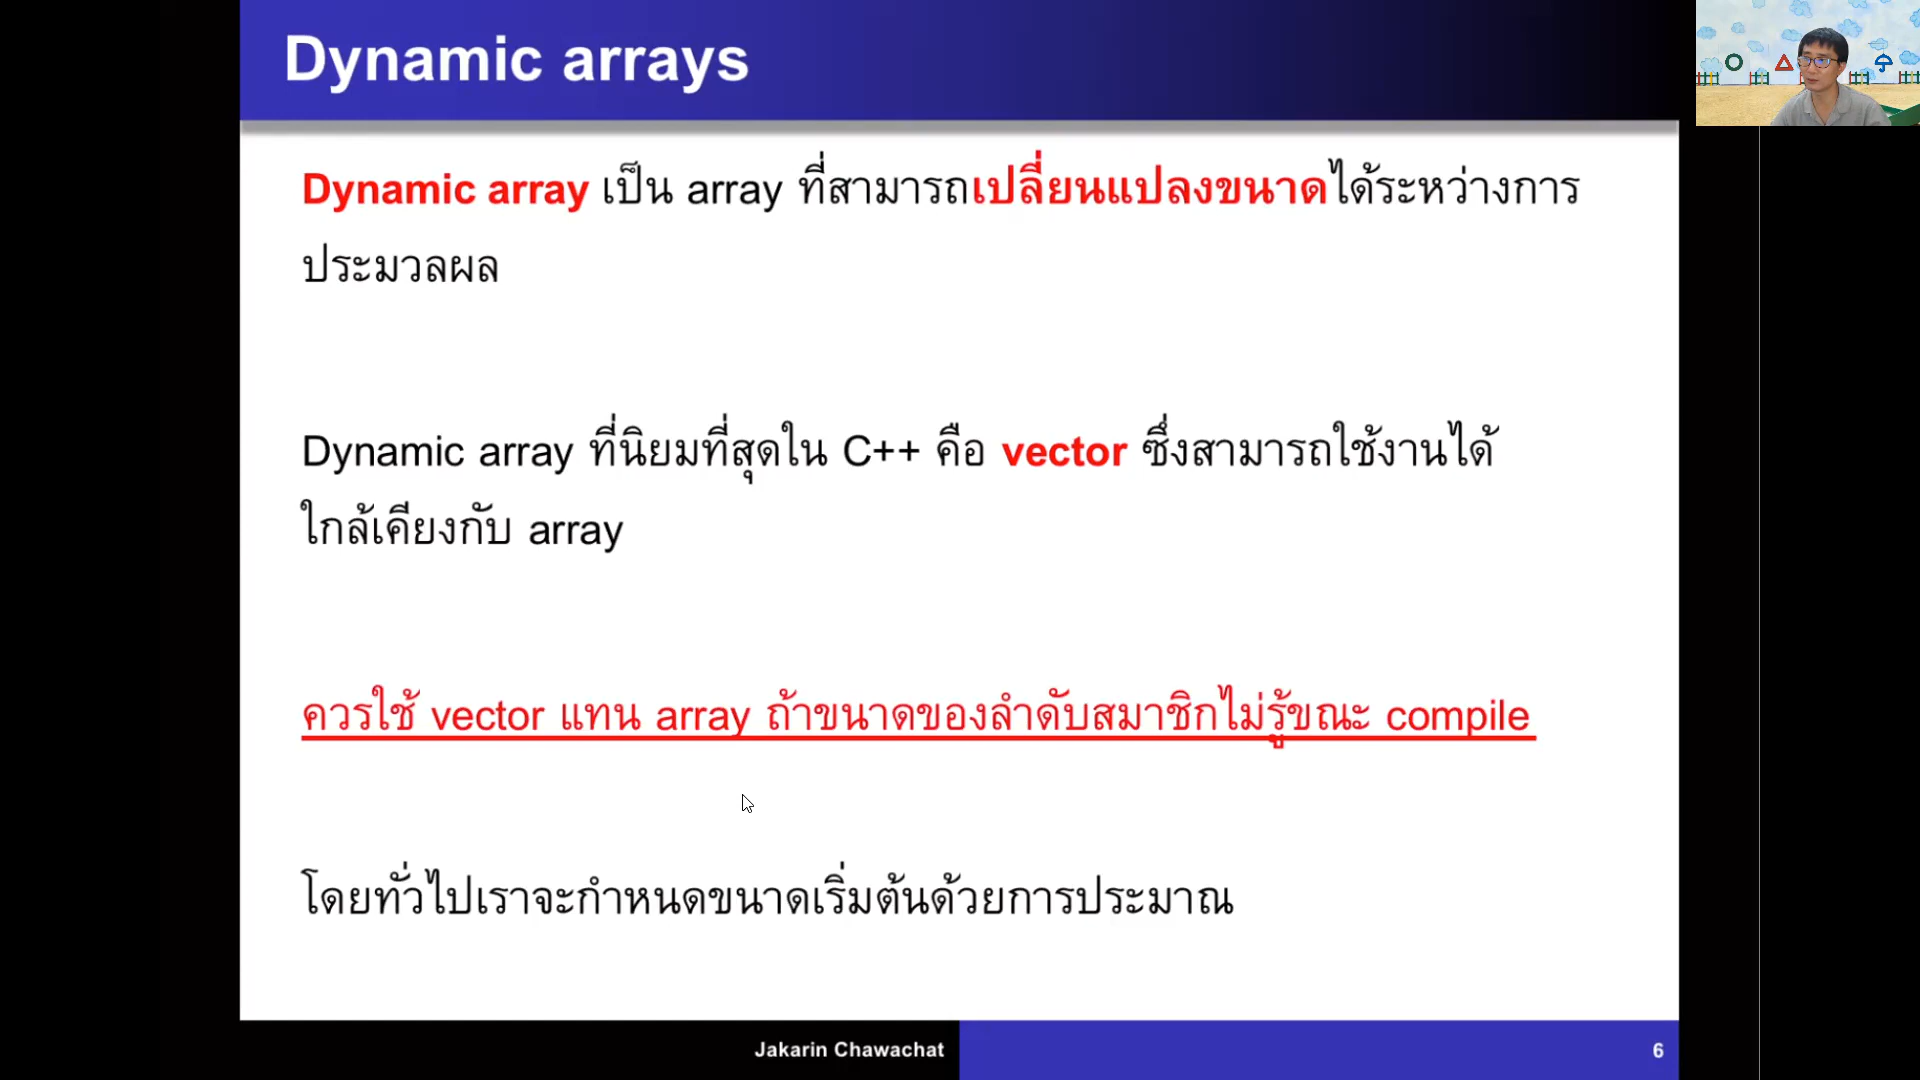 Dynamic arrays
Dynamic array เป็น array ที่สามารถเปลี่ยนแปลงขนาดได้ระหว่างการ
ประมวลผล
Dynamic array ที่นิยมที่สุดใน C++ คือ vector ซึ่งสามารถใช้งานได้
ใกล้เคียงกับ array
ควรใช้ vector แทน array ถ้าขนาดของลำดับสมาชิกไม่รู้ขณะ compile
โดยทั่วไปเราจะกำหนดขนาดเริ่มต้นด้วยการประมาณ
Jakarin Chawachat
6